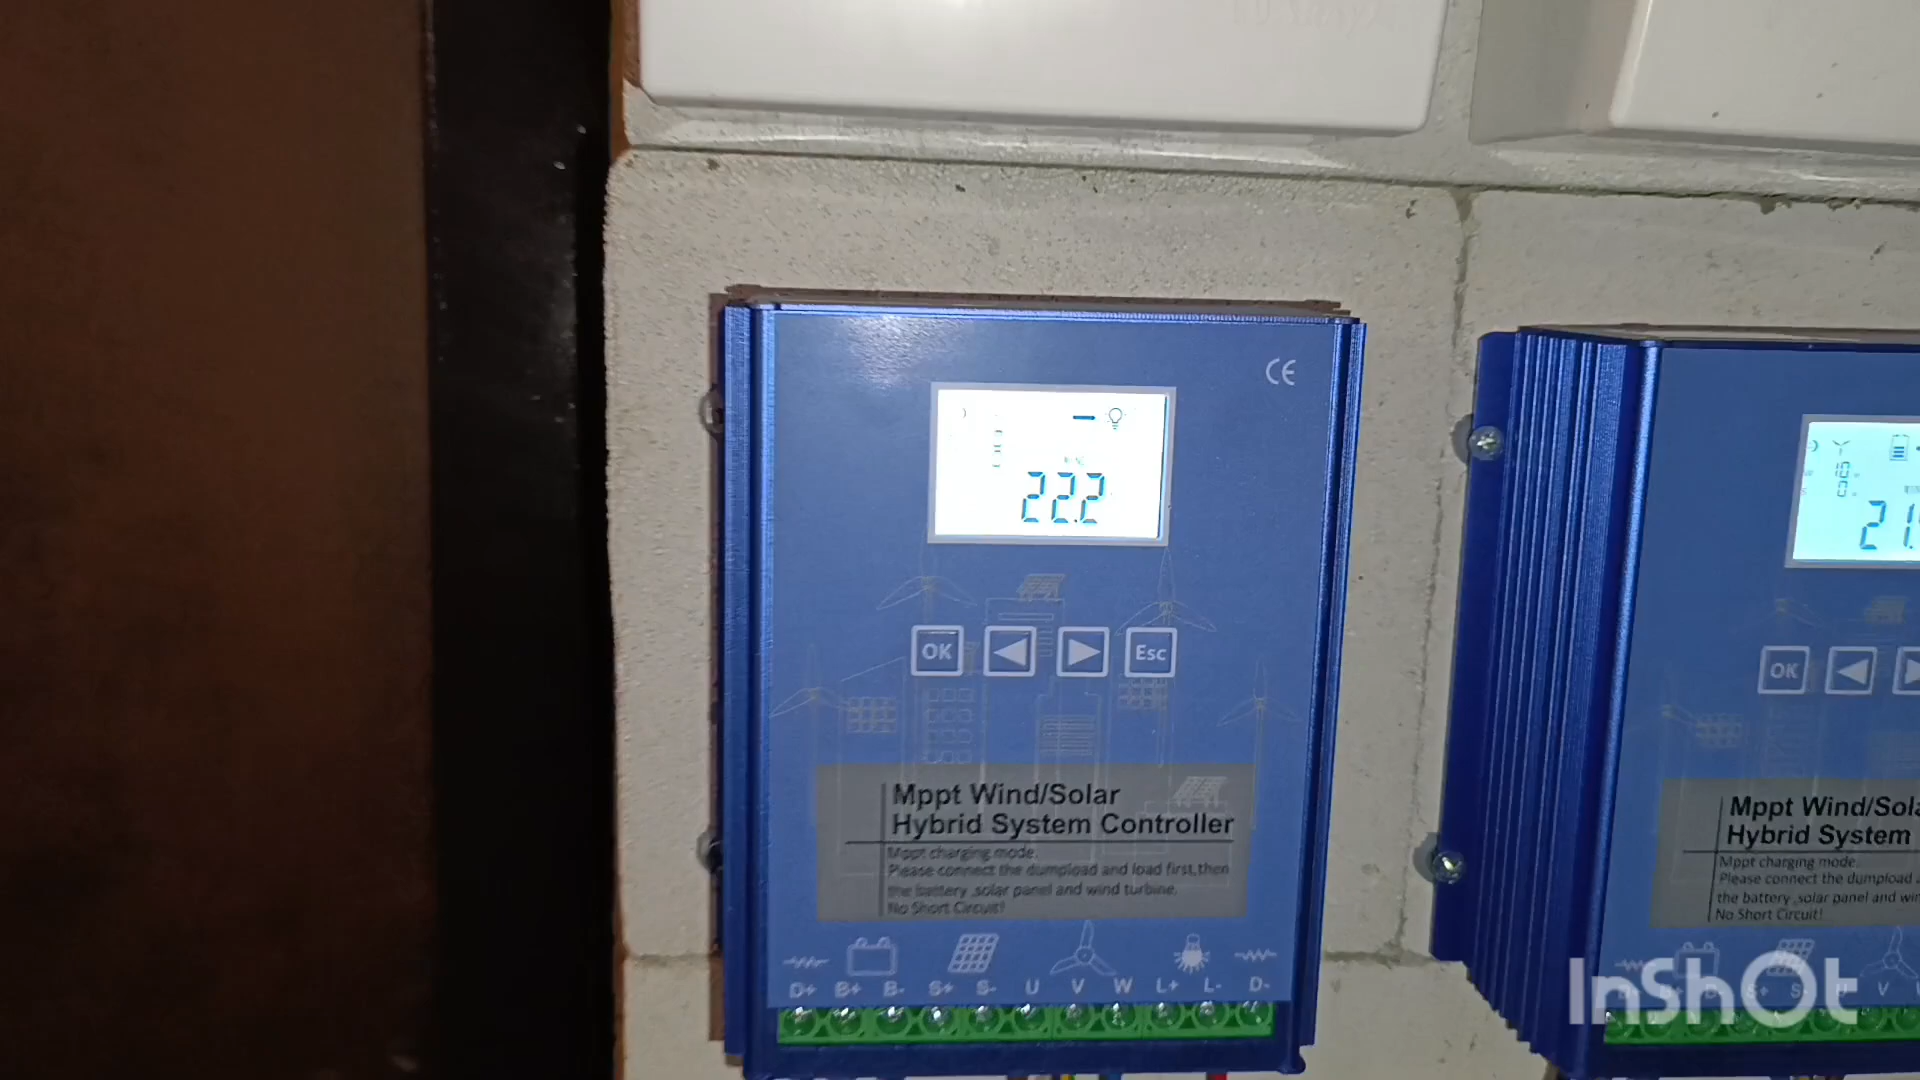 CE
22.2
OK
Esc
Mppt Wind/Solar
Hybrid System Controller
Mppt charging mode.
Please connect the dumpload and load first,then
the battery ,solar panel and wind turbine.
No Short Circuit!
D+ B+ B- S+ S- U V W L+ L- D-
21.
OK
Mppt Wind/Sola
Hybrid System
Mppt charging mode.
Please connect the dumpload a
the battery ,solar panel and win
No Short Circuit!
S+ U V
InShOt